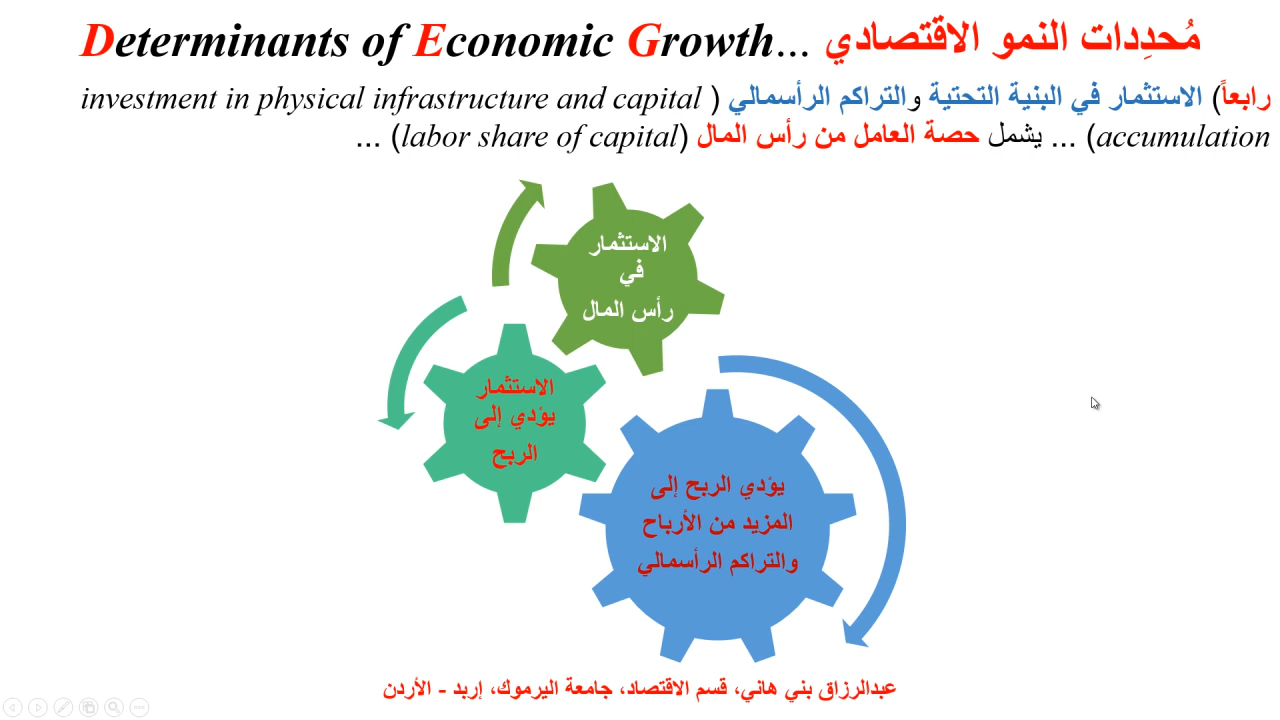 مُحدِدات النمو الاقتصادي ...Determinants of Economic Growth
رابعاً) الاستثمار في البنية التحتية والتراكم الرأسمالي (investment in physical infrastructure and capital
accumulation) ... يشمل حصة العامل من رأس المال (labor share of capital) ...
الاستثمار
في
رأس المال
الاستثمار
يؤدي إلى
الربح
يؤدي الربح إلى
المزيد من الأرباح
والتراكم الرأسمالي
عبدالرزاق بني هاني، قسم الاقتصاد، جامعة اليرموك، إربد - الأردن